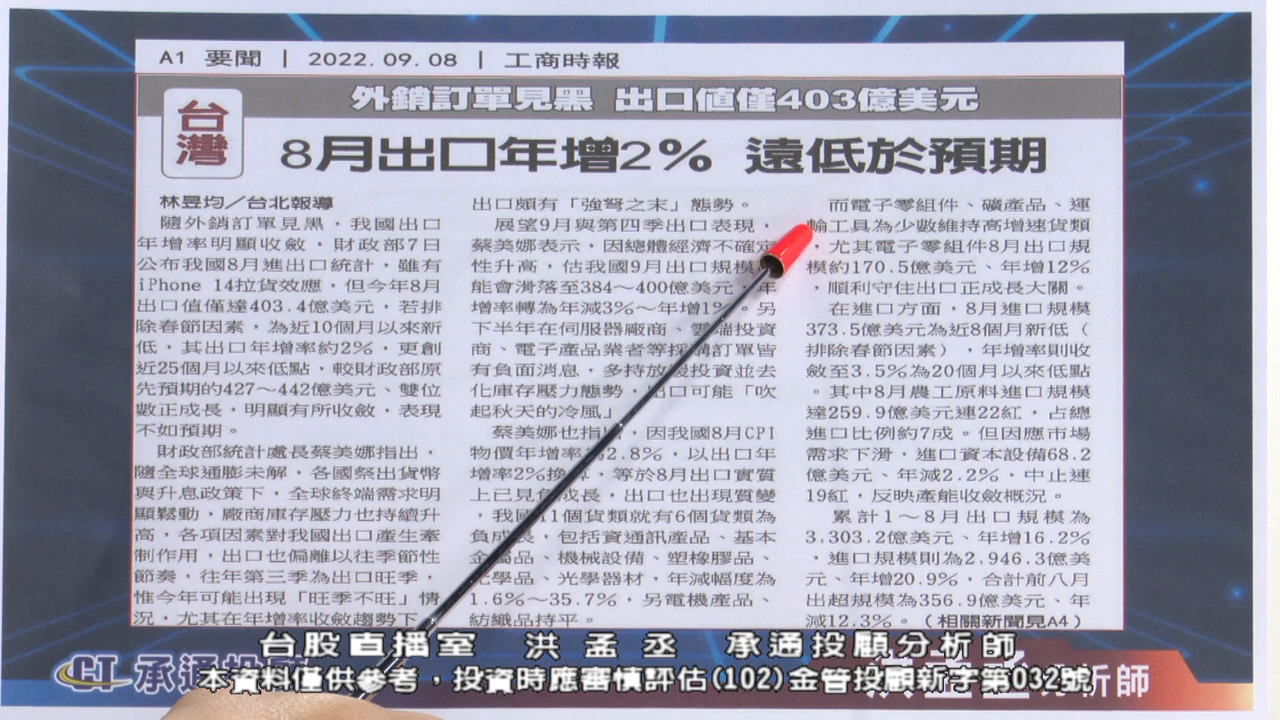 A1 要聞 | 2022.09.08 | 工商時報
外銷訂單見黑 出口值僅403億美元
台灣
8月出口年增2% 遠低於預期
林昱均／台北報導
隨外銷訂單見黑，我國出口
年增率明顯收斂，財政部7日
公布我國8月進出口統計，雖有
iPhone 14拉貨效應，但今年8月
出口值僅達403.4億美元，若排
除春節因素，為近10個月以來新
低，其出口年增率約2%，更創
近25個月以來低點，較財政部原
先預期的427～442億美元、雙位
數正成長，明顯有所收斂，表現
不如預期。
財政部統計處長蔡美娜指出，
隨全球通膨未解，各國祭出貨幣
與升息政策下，全球終端需求明
顯鬆動，廠商庫存壓力也持續升
高，各項因素對我國出口產生牽
制作用，出口也偏離以往季節性
節奏，往年第三季為出口旺季，
惟今年可能出現「旺季不旺」情
況，尤其在年增率收斂趨勢下
出口頗有「強弩之末」態勢。
展望9月與第四季出口表現，
蔡美娜表示，因總體經濟不確定
性升高，估我國9月出口規模
能會滑落至384～400億美元，年
增率轉為年減3%～年增1%。另
下半年在伺服器廠商、雲端投資
商、電子產品業者等採購訂單皆
有負面消息，多持放緩投資並去
化庫存壓力態勢，出口可能「吹
起秋天的冷風」
蔡美娜也指出，因我國8月CPI
物價年增率為2.8%，以出口年
增率2%換算，等於8月出口實質
上已見負成長，出口也出現質變
，我國11個貨類就有6個貨類為
負成長，包括資通訊產品、基本
金屬品、機械設備、塑橡膠品、
化學品、光學器材，年減幅度為
1.6%～35.7%，另電機產品、
紡織品持平。
而電子零組件、礦產品、運
輸工具為少數維持高增速貨類
，尤其電子零組件8月出口規
模約170.5億美元、年增12%
，順利守住出口正成長大關。
在進口方面，8月進口規模
373.5億美元為近8個月新低（
排除春節因素），年增率則收
斂至3.5%為20個月以來低點
。其中8月農工原料進口規模
達259.9億美元連22紅，占總
進口比例約7成。但因應市場
需求下滑，進口資本設備68.2
億美元、年減2.2%，中止連
19紅，反映產能收斂概況。
累計1～8月出口規模為
3,303.2億美元、年增16.2%
，進口規模則為2,946.3億美
元、年增20.9%，合計前八月
出超規模為356.9億美元、年
減12.3%。（相關新聞見A4）
台股直播室 洪孟丞 承通投顧分析師
CT 承通投顧
分析師
本資料僅供參考，投資時應審慎評估(102)金管投顧新字第032號